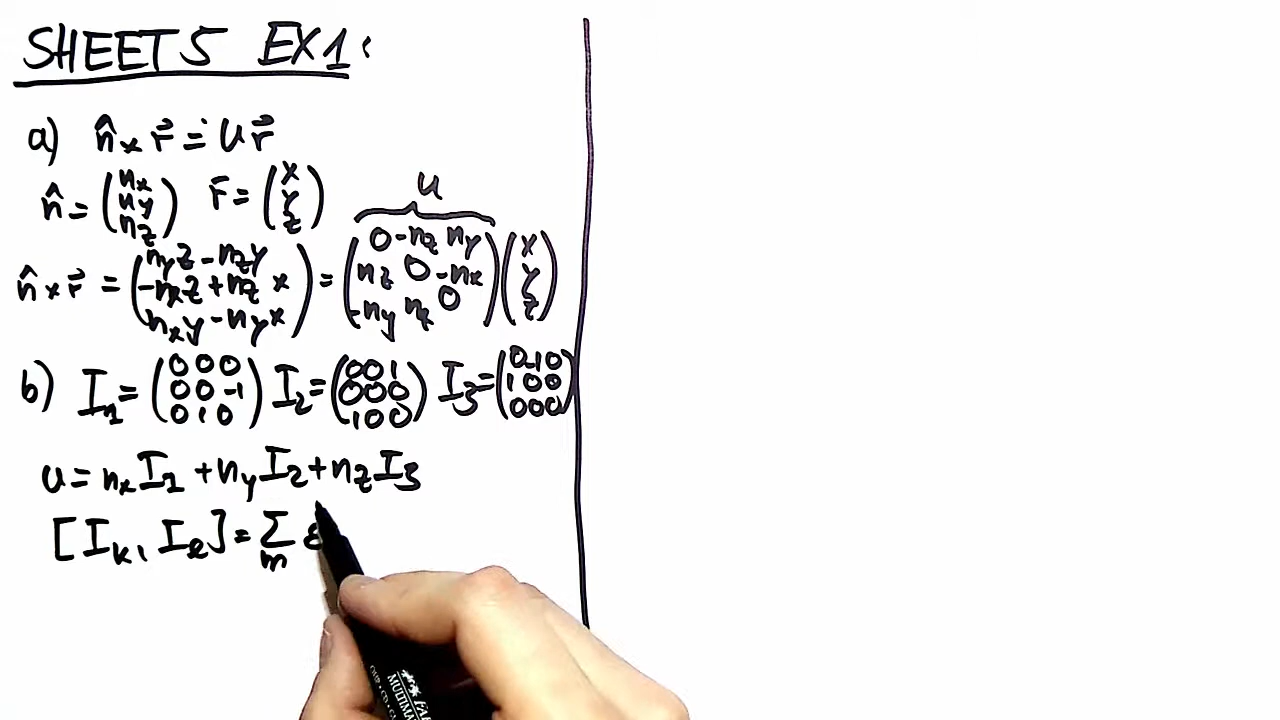 SHEET 5 EX1:
a) n̂ × r⃗ = u r⃗
n̂ = (nx ny nz) r⃗ = (x y z)
u
n̂ × r⃗ = (nyz - nzy -nxz + nzx nxy - nyx) = (0 -nz ny nz 0 -nx -ny nx 0) (x y z)
b) I1 = (0 0 0 0 0 -1 0 1 0) I2 = (0 0 1 0 0 0 1 0 0) I3 = (0 -1 0 1 0 0 0 0 0)
u = nx I1 + ny I2 + nz I3
[Ik, Iℓ] = Σm ε
MULTIMA